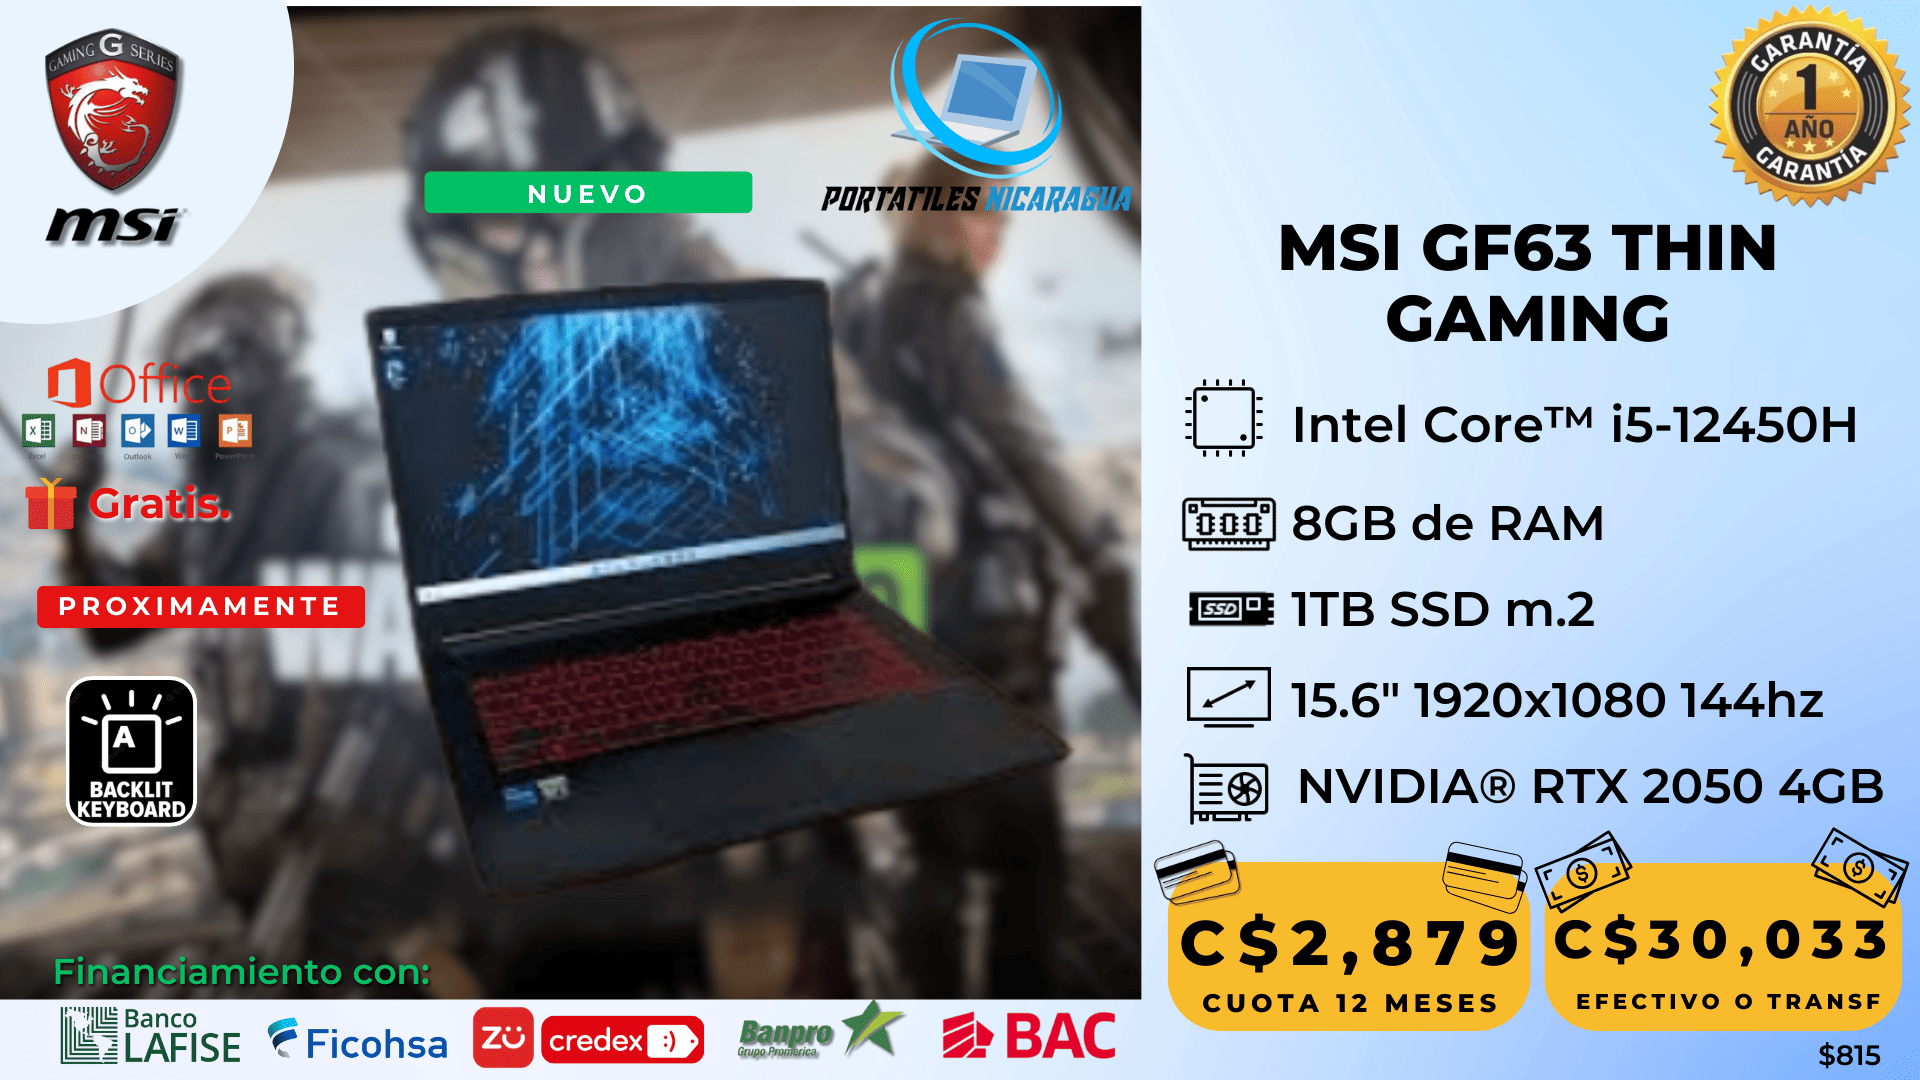 GAMING G SERIES
msi
NUEVO
PORTATILES NICARAGUA
GARANTÍA
1
AÑO
GARANTÍA
Office
Excel
Outlook
PowerPoint
Gratis.
PROXIMAMENTE
A
BACKLIT
KEYBOARD
MSI GF63 THIN
GAMING
Intel Core™ i5-12450H
8GB de RAM
SSD
1TB SSD m.2
15.6" 1920x1080 144hz
NVIDIA® RTX 2050 4GB
C$2,879
CUOTA 12 MESES
C$30,033
EFECTIVO O TRANSF
$815
Financiamiento con:
Banco
LAFISE
Ficohsa
zū
credex :)
Banpro
Grupo Promerica
BAC